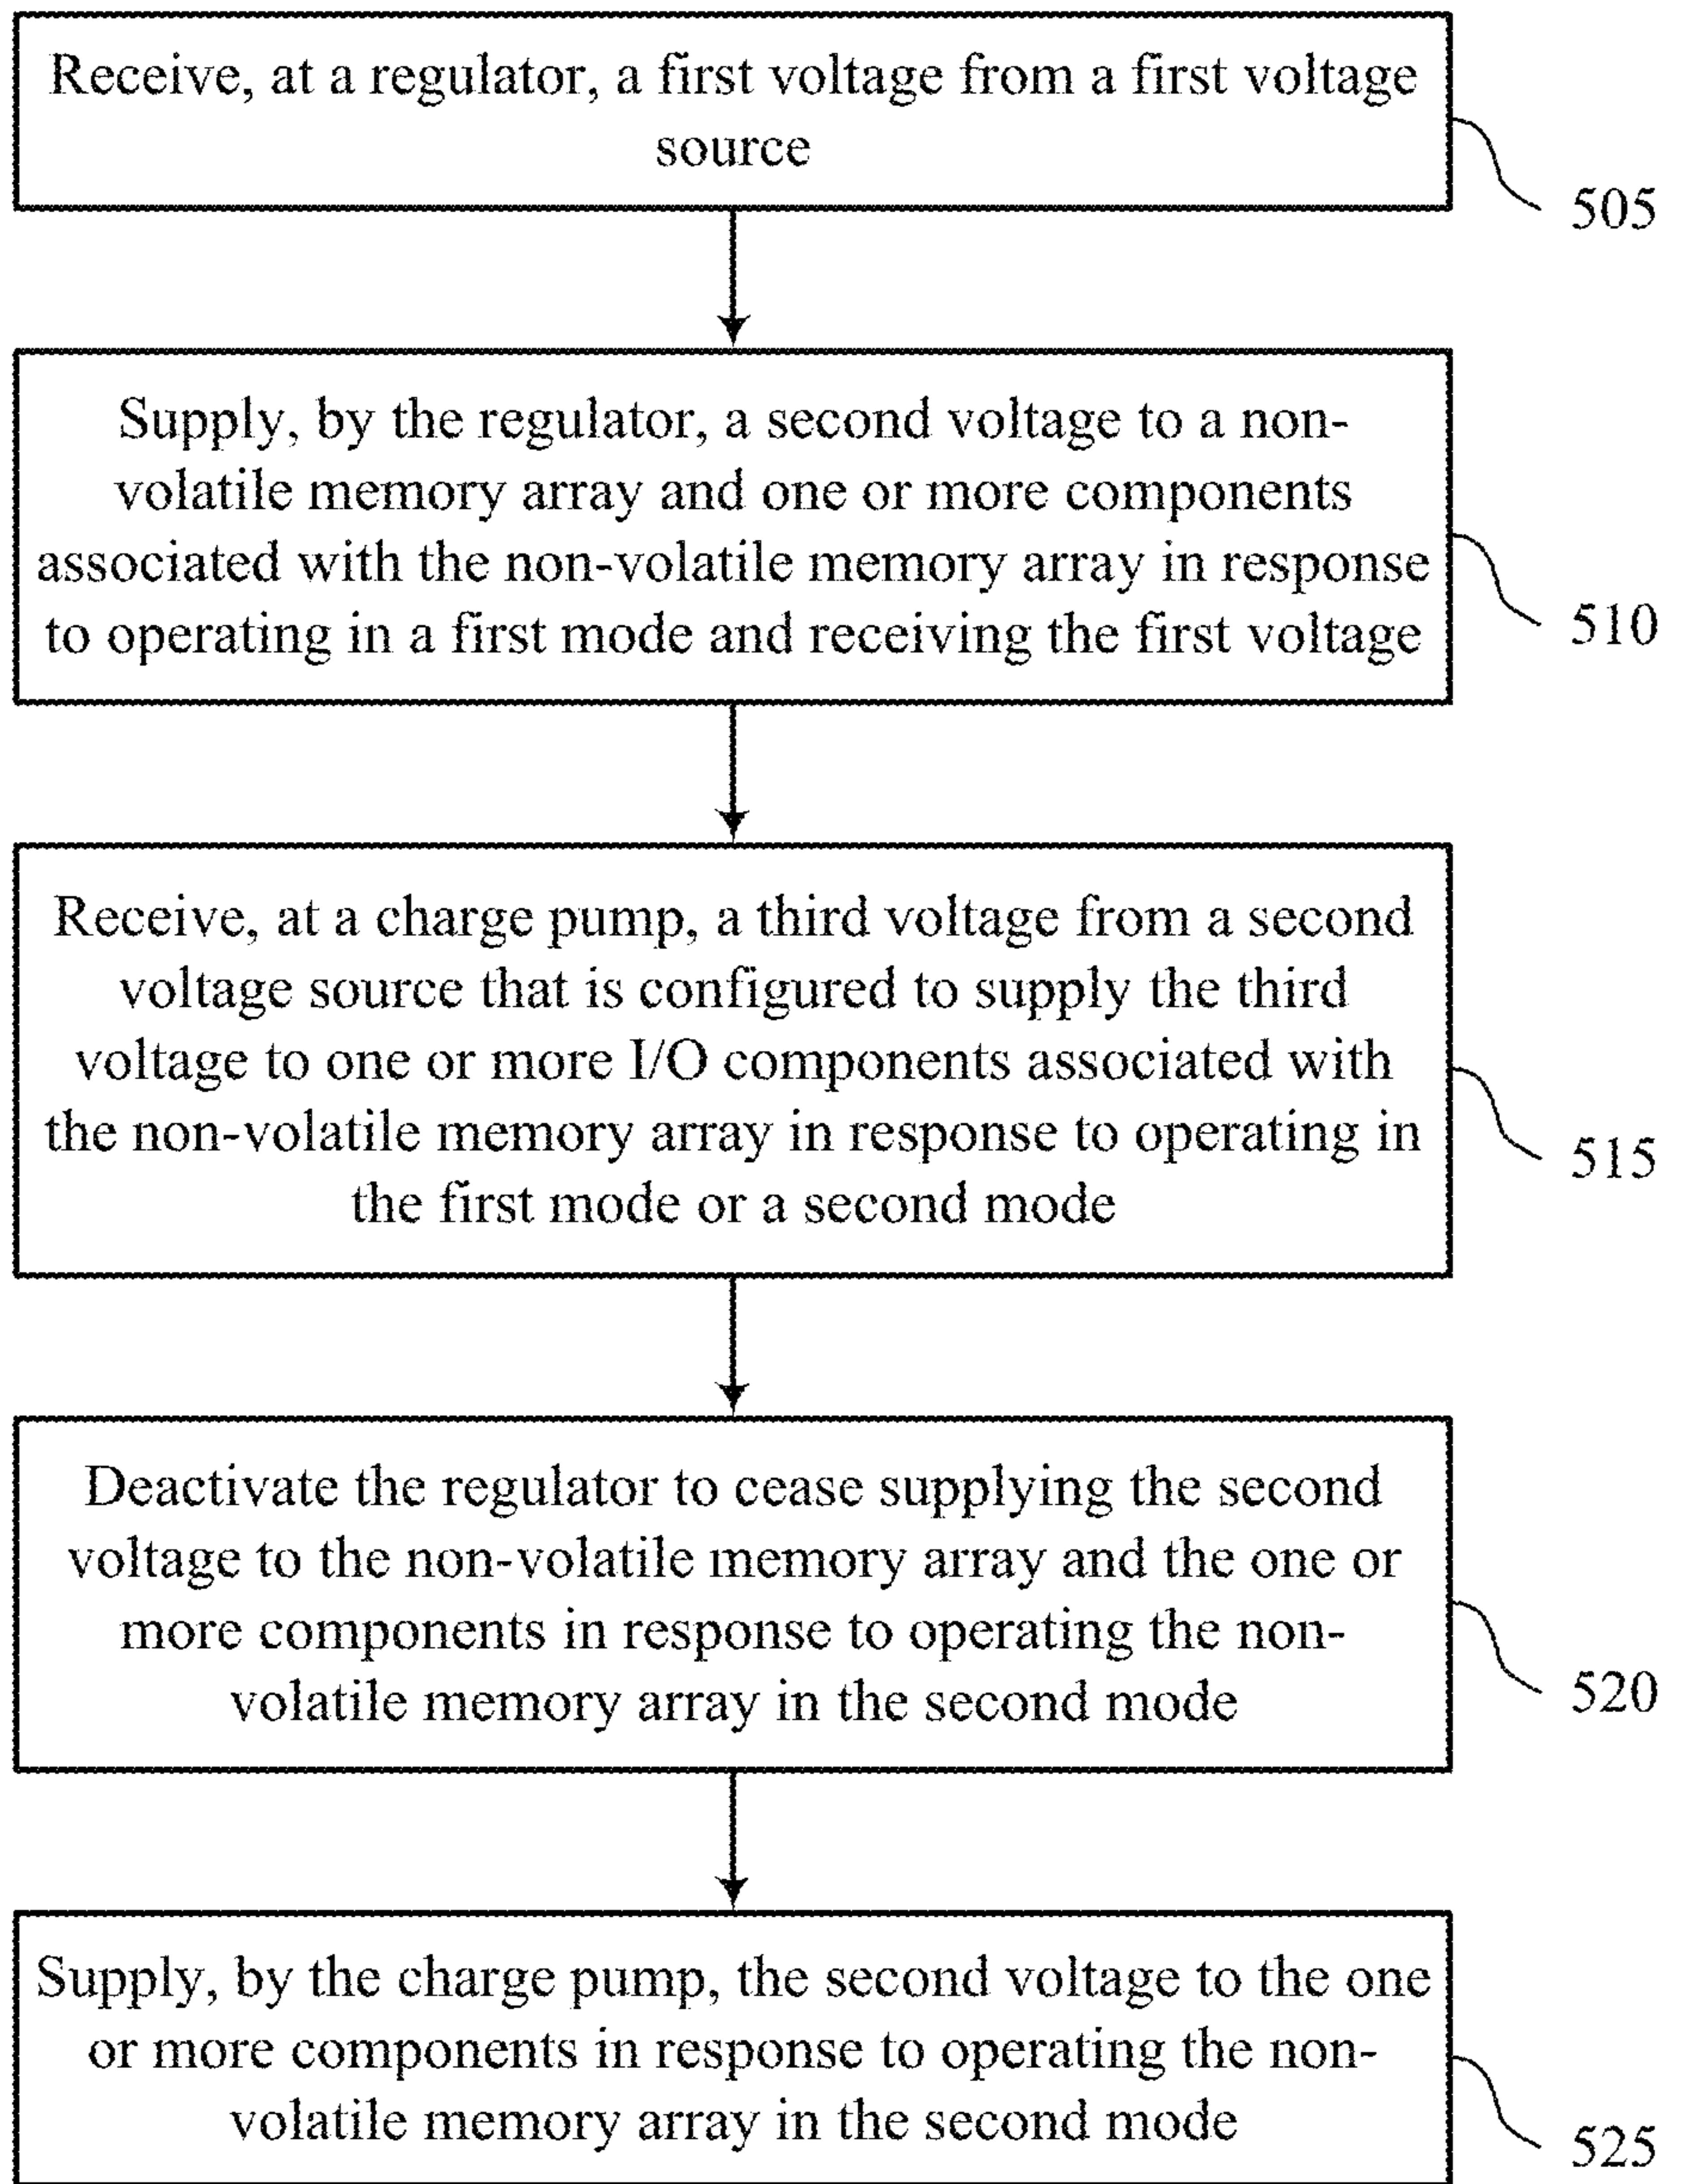 Receive, at a regulator, a first voltage from a first voltage
source
505
Supply, by the regulator, a second voltage to a non-
volatile memory array and one or more components
associated with the non-volatile memory array in response
to operating in a first mode and receiving the first voltage
510
Receive, at a charge pump, a third voltage from a second
voltage source that is configured to supply the third
voltage to one or more I/O components associated with
the non-volatile memory array in response to operating in
the first mode or a second mode
515
Deactivate the regulator to cease supplying the second
voltage to the non-volatile memory array and the one or
more components in response to operating the non-
volatile memory array in the second mode
520
Supply, by the charge pump, the second voltage to the one
or more components in response to operating the non-
volatile memory array in the second mode
525